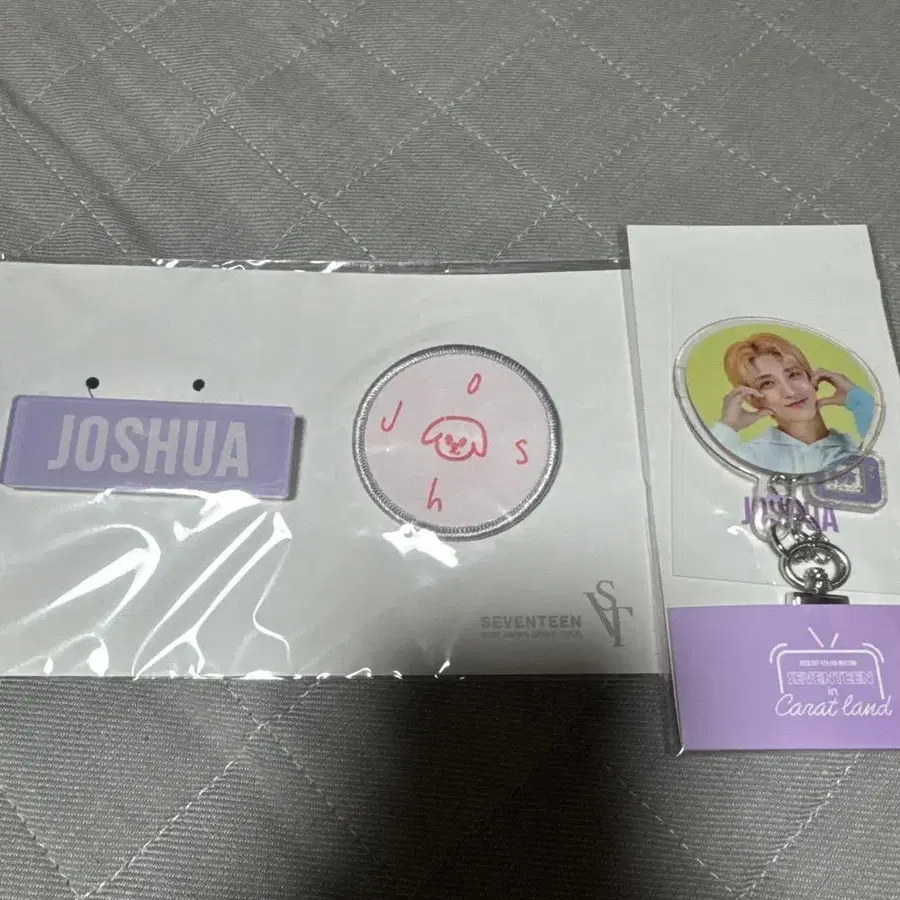 JOSHUA
J
O
S
h
SEVENTEEN
JOSHUA
SEVENTEEN
in
Carat land